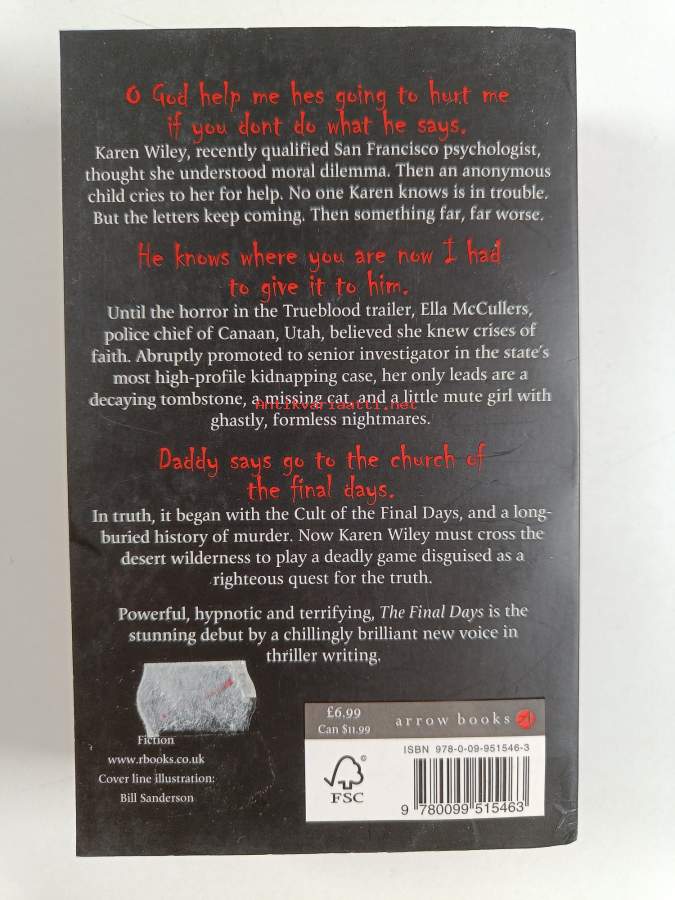 O God help me hes going to hurt me
if you dont do what he says.
Karen Wiley, recently qualified San Francisco psychologist,
thought she understood moral dilemma. Then an anonymous
child cries to her for help. No one Karen knows is in trouble.
But the letters keep coming. Then something far, far worse.
He knows where you are now I had
to give it to him.
Until the horror in the Trueblood trailer, Ella McCullers,
police chief of Canaan, Utah, believed she knew crises of
faith. Abruptly promoted to senior investigator in the state's
most high-profile kidnapping case, her only leads are a
decaying tombstone, a missing cat, and a little mute girl with
Antikvariaatti.net
ghastly, formless nightmares.
Daddy says go to the church of
the final days.
In truth, it began with the Cult of the Final Days, and a long-
buried history of murder. Now Karen Wiley must cross the
desert wilderness to play a deadly game disguised as a
righteous quest for the truth.
Powerful, hypnotic and terrifying, The Final Days is the
stunning debut by a chillingly brilliant new voice in
thriller writing.
Fiction
www.rbooks.co.uk
Cover line illustration:
Bill Sanderson
£6.99
Can $11.99
arrow books
ISBN 978-0-09-951546-3
FSC
9 780099 515463